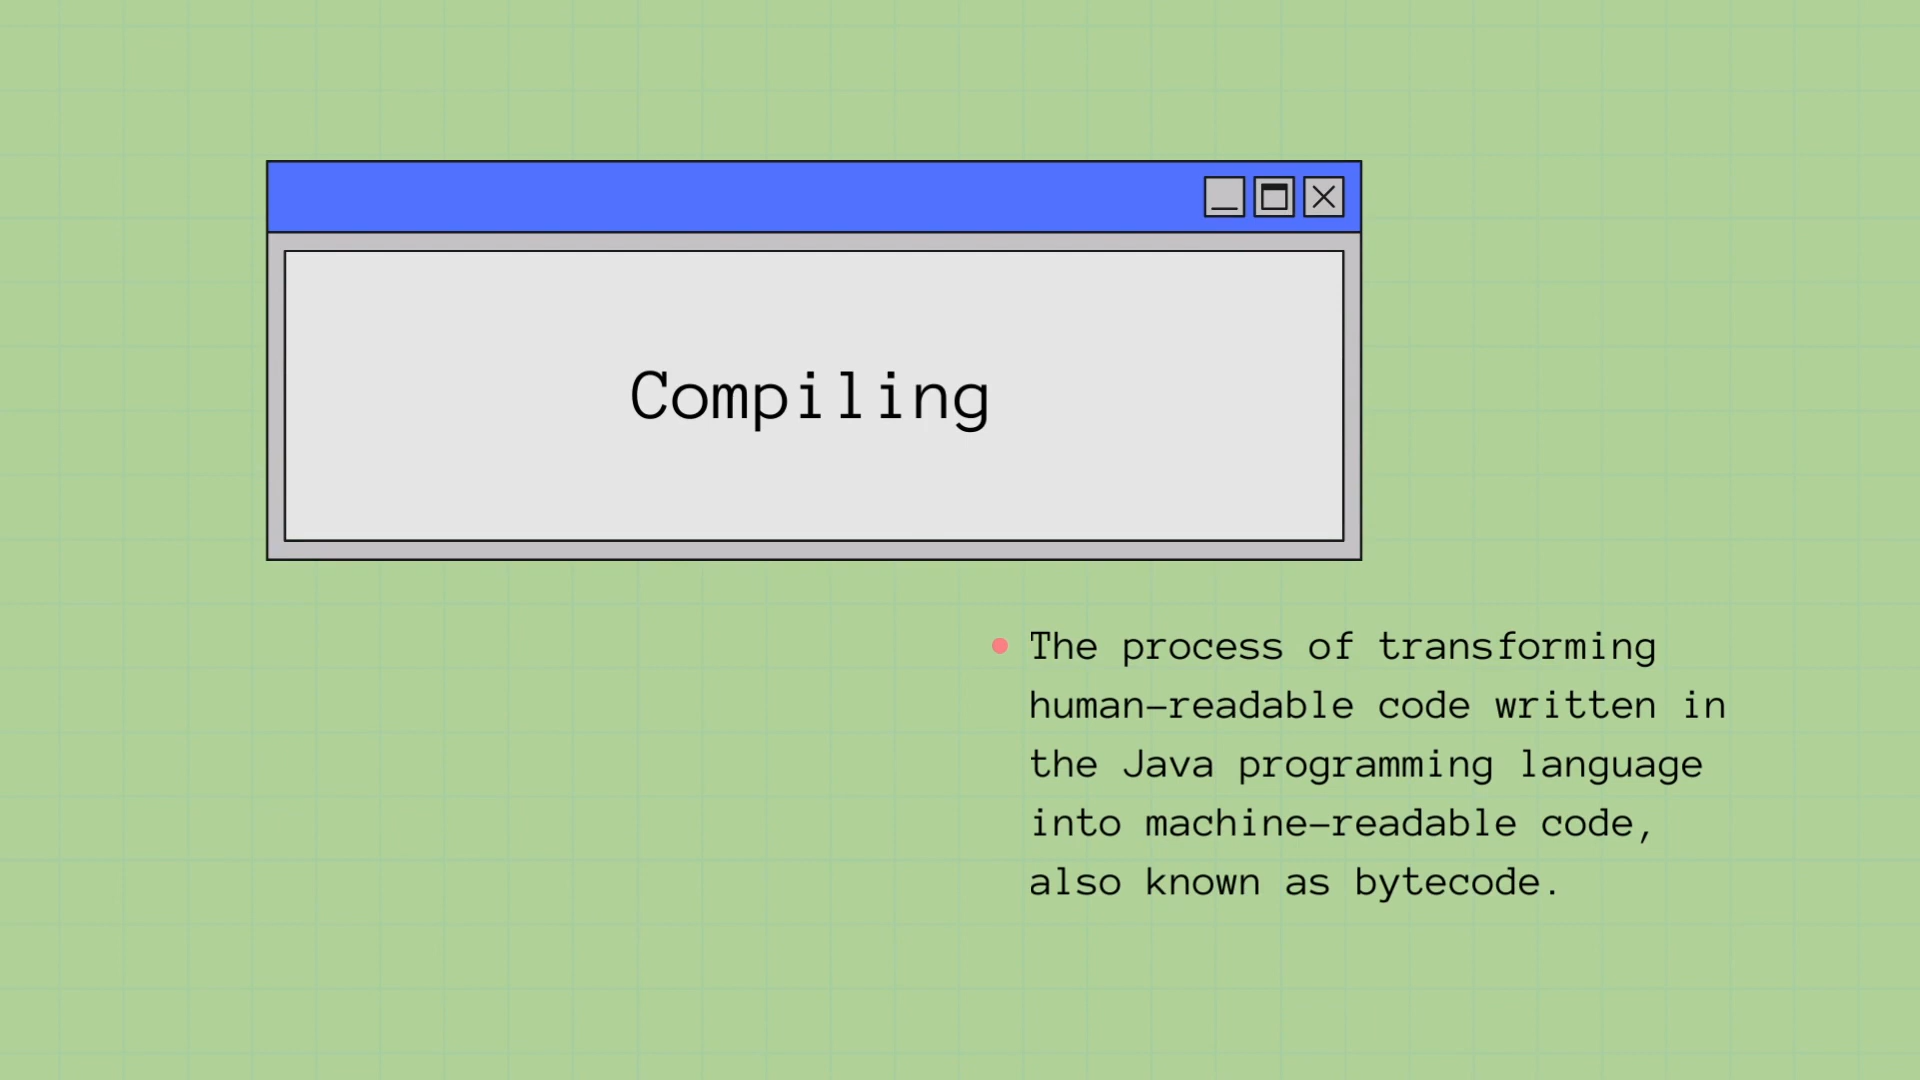 Compiling
The process of transforming
human-readable code written in
the Java programming language
into machine-readable code,
also known as bytecode.